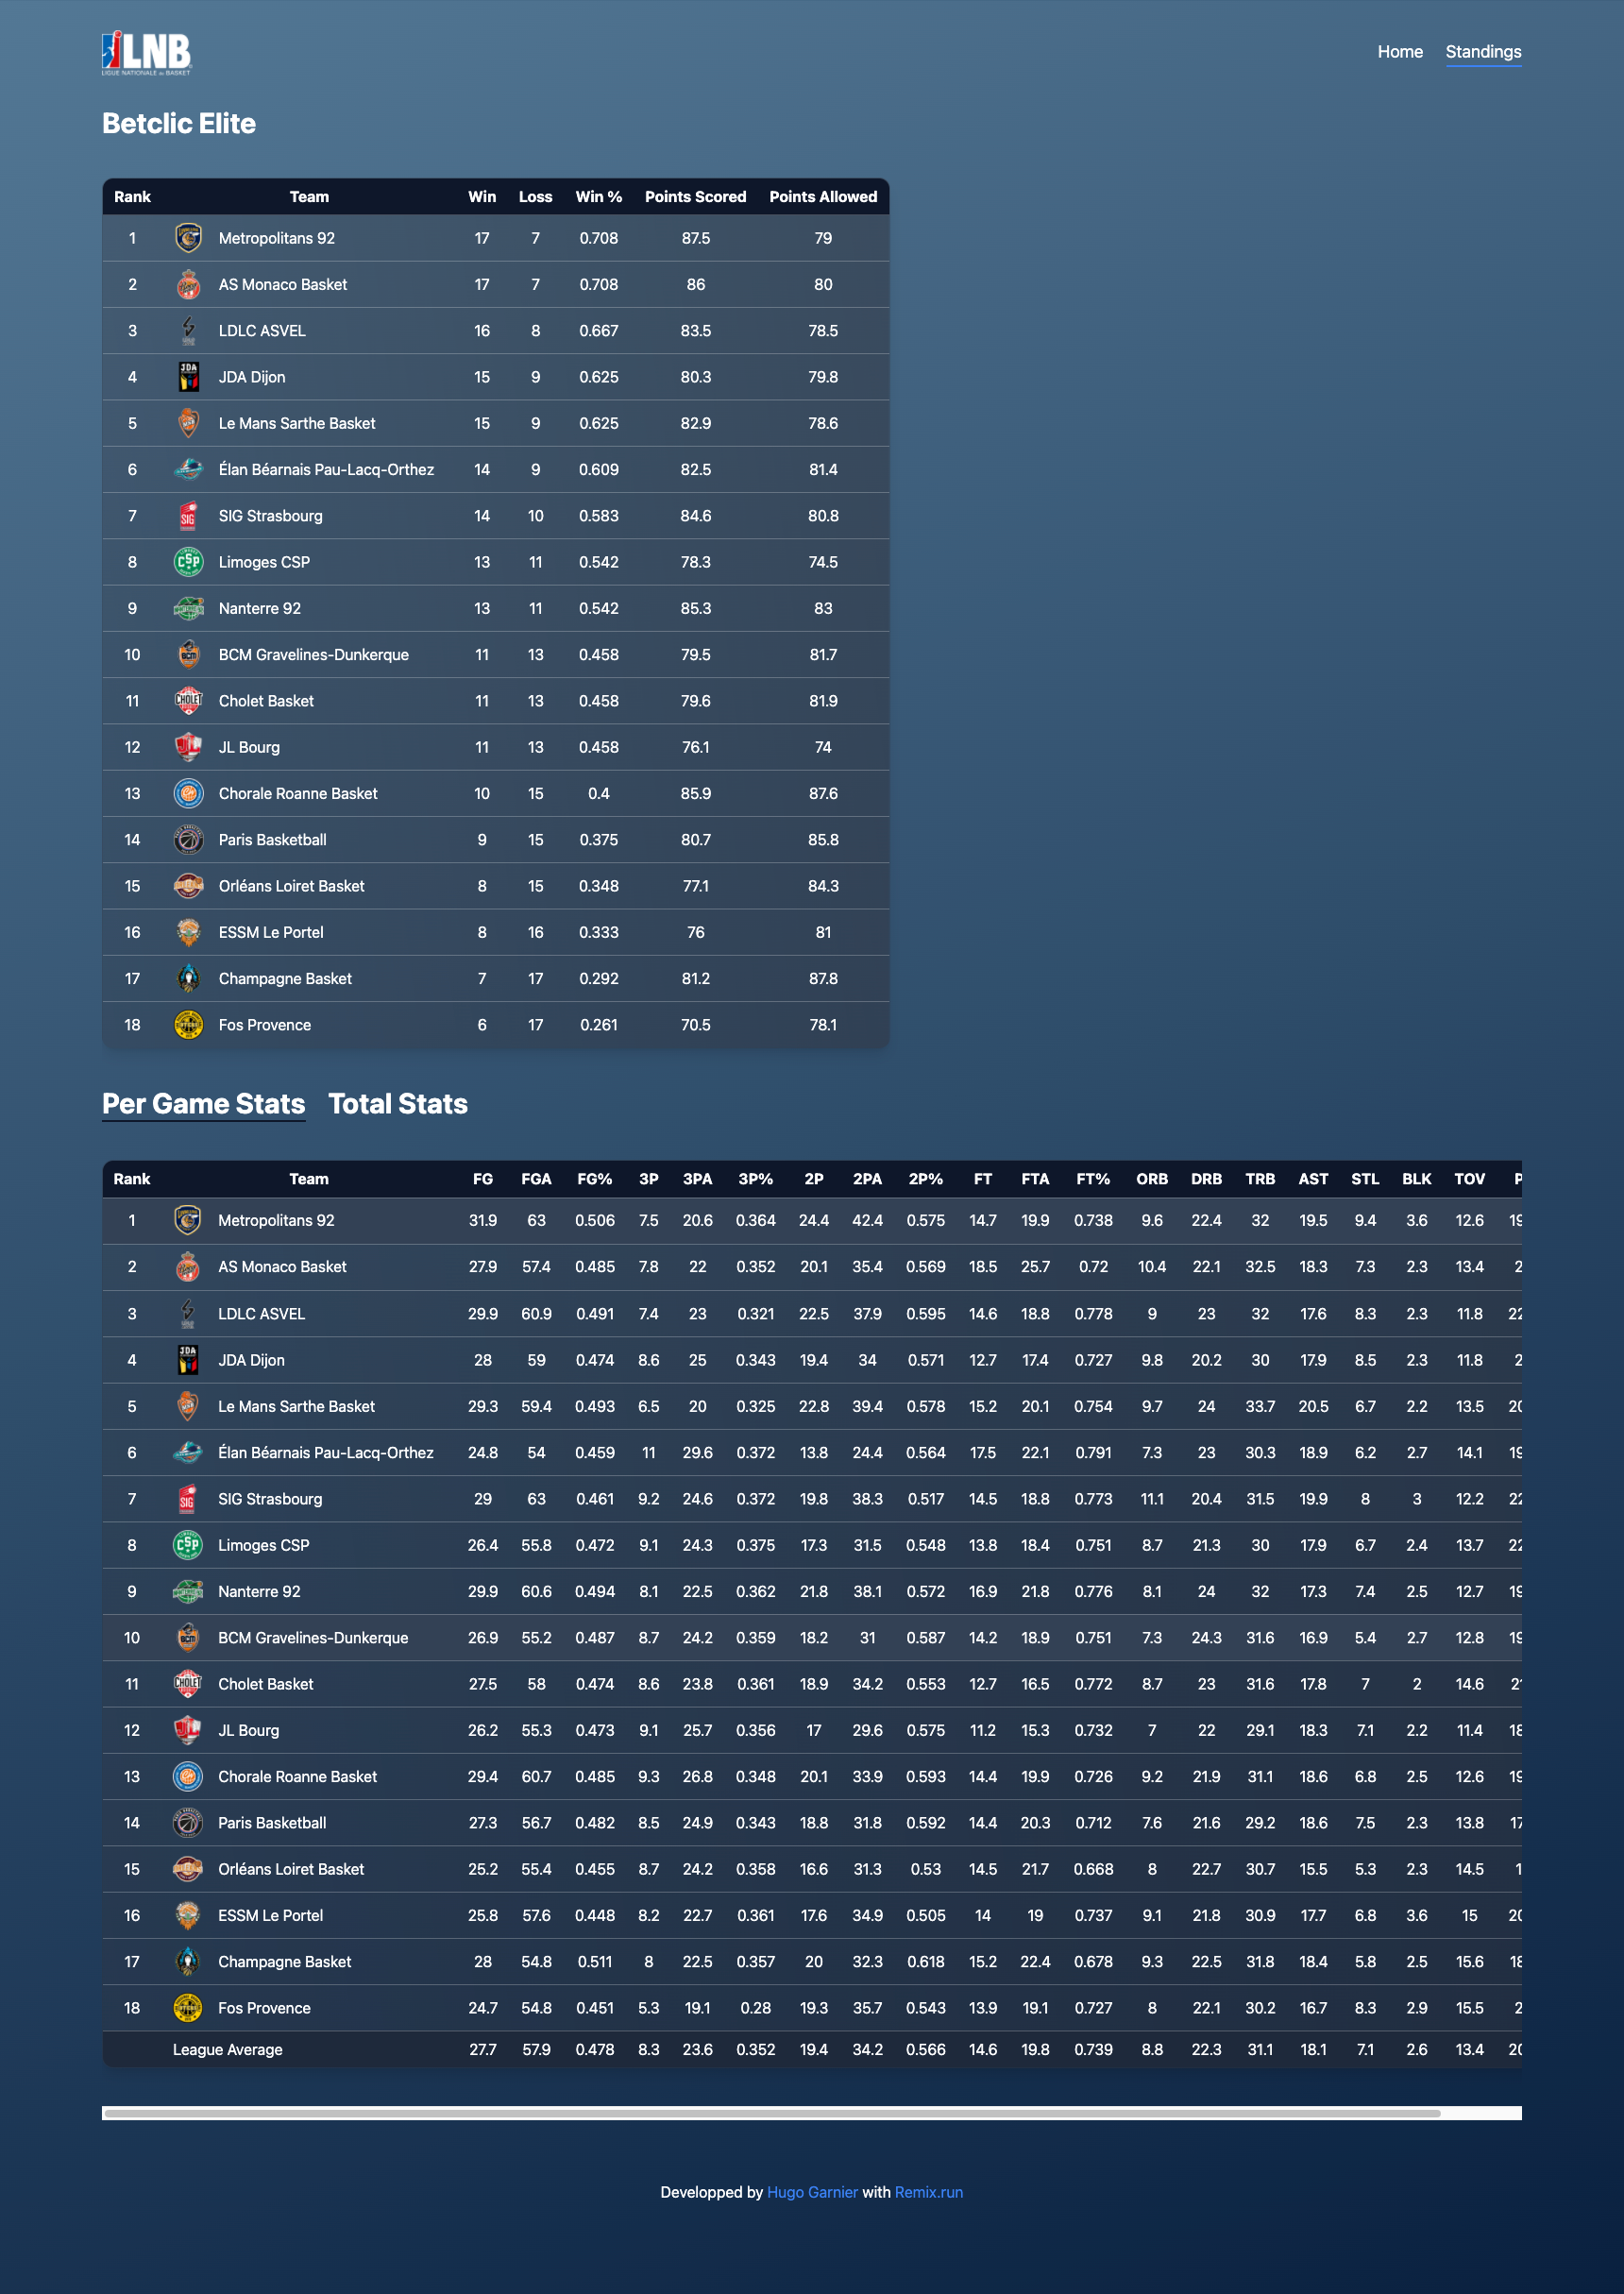 LNB
LIGUE NATIONALE DE BASKET
Home Standings
Betclic Elite
Rank Team Win Loss Win % Points Scored Points Allowed
1 Metropolitans 92 17 7 0.708 87.5 79
2 AS Monaco Basket 17 7 0.708 86 80
3 LDLC ASVEL 16 8 0.667 83.5 78.5
4 JDA Dijon 15 9 0.625 80.3 79.8
5 Le Mans Sarthe Basket 15 9 0.625 82.9 78.6
6 Élan Béarnais Pau-Lacq-Orthez 14 9 0.609 82.5 81.4
7 SIG Strasbourg 14 10 0.583 84.6 80.8
8 Limoges CSP 13 11 0.542 78.3 74.5
9 Nanterre 92 13 11 0.542 85.3 83
10 BCM Gravelines-Dunkerque 11 13 0.458 79.5 81.7
11 Cholet Basket 11 13 0.458 79.6 81.9
12 JL Bourg 11 13 0.458 76.1 74
13 Chorale Roanne Basket 10 15 0.4 85.9 87.6
14 Paris Basketball 9 15 0.375 80.7 85.8
15 Orléans Loiret Basket 8 15 0.348 77.1 84.3
16 ESSM Le Portel 8 16 0.333 76 81
17 Champagne Basket 7 17 0.292 81.2 87.8
18 Fos Provence 6 17 0.261 70.5 78.1
Per Game Stats Total Stats
Rank Team FG FGA FG% 3P 3PA 3P% 2P 2PA 2P% FT FTA FT% ORB DRB TRB AST STL BLK TOV
1 Metropolitans 92 31.9 63 0.506 7.5 20.6 0.364 24.4 42.4 0.575 14.7 19.9 0.738 9.6 22.4 32 19.5 9.4 3.6 12.6
2 AS Monaco Basket 27.9 57.4 0.485 7.8 22 0.352 20.1 35.4 0.569 18.5 25.7 0.72 10.4 22.1 32.5 18.3 7.3 2.3 13.4
3 LDLC ASVEL 29.9 60.9 0.491 7.4 23 0.321 22.5 37.9 0.595 14.6 18.8 0.778 9 23 32 17.6 8.3 2.3 11.8
4 JDA Dijon 28 59 0.474 8.6 25 0.343 19.4 34 0.571 12.7 17.4 0.727 9.8 20.2 30 17.9 8.5 2.3 11.8
5 Le Mans Sarthe Basket 29.3 59.4 0.493 6.5 20 0.325 22.8 39.4 0.578 15.2 20.1 0.754 9.7 24 33.7 20.5 6.7 2.2 13.5
6 Élan Béarnais Pau-Lacq-Orthez 24.8 54 0.459 11 29.6 0.372 13.8 24.4 0.564 17.5 22.1 0.791 7.3 23 30.3 18.9 6.2 2.7 14.1
7 SIG Strasbourg 29 63 0.461 9.2 24.6 0.372 19.8 38.3 0.517 14.5 18.8 0.773 11.1 20.4 31.5 19.9 8 3 12.2
8 Limoges CSP 26.4 55.8 0.472 9.1 24.3 0.375 17.3 31.5 0.548 13.8 18.4 0.751 8.7 21.3 30 17.9 6.7 2.4 13.7
9 Nanterre 92 29.9 60.6 0.494 8.1 22.5 0.362 21.8 38.1 0.572 16.9 21.8 0.776 8.1 24 32 17.3 7.4 2.5 12.7
10 BCM Gravelines-Dunkerque 26.9 55.2 0.487 8.7 24.2 0.359 18.2 31 0.587 14.2 18.9 0.751 7.3 24.3 31.6 16.9 5.4 2.7 12.8
11 Cholet Basket 27.5 58 0.474 8.6 23.8 0.361 18.9 34.2 0.553 12.7 16.5 0.772 8.7 23 31.6 17.8 7 2 14.6
12 JL Bourg 26.2 55.3 0.473 9.1 25.7 0.356 17 29.6 0.575 11.2 15.3 0.732 7 22 29.1 18.3 7.1 2.2 11.4
13 Chorale Roanne Basket 29.4 60.7 0.485 9.3 26.8 0.348 20.1 33.9 0.593 14.4 19.9 0.726 9.2 21.9 31.1 18.6 6.8 2.5 12.6
14 Paris Basketball 27.3 56.7 0.482 8.5 24.9 0.343 18.8 31.8 0.592 14.4 20.3 0.712 7.6 21.6 29.2 18.6 7.5 2.3 13.8
15 Orléans Loiret Basket 25.2 55.4 0.455 8.7 24.2 0.358 16.6 31.3 0.53 14.5 21.7 0.668 8 22.7 30.7 15.5 5.3 2.3 14.5
16 ESSM Le Portel 25.8 57.6 0.448 8.2 22.7 0.361 17.6 34.9 0.505 14 19 0.737 9.1 21.8 30.9 17.7 6.8 3.6 15
17 Champagne Basket 28 54.8 0.511 8 22.5 0.357 20 32.3 0.618 15.2 22.4 0.678 9.3 22.5 31.8 18.4 5.8 2.5 15.6
18 Fos Provence 24.7 54.8 0.451 5.3 19.1 0.28 19.3 35.7 0.543 13.9 19.1 0.727 8 22.1 30.2 16.7 8.3 2.9 15.5
League Average 27.7 57.9 0.478 8.3 23.6 0.352 19.4 34.2 0.566 14.6 19.8 0.739 8.8 22.3 31.1 18.1 7.1 2.6 13.4
Developped by Hugo Garnier with Remix.run